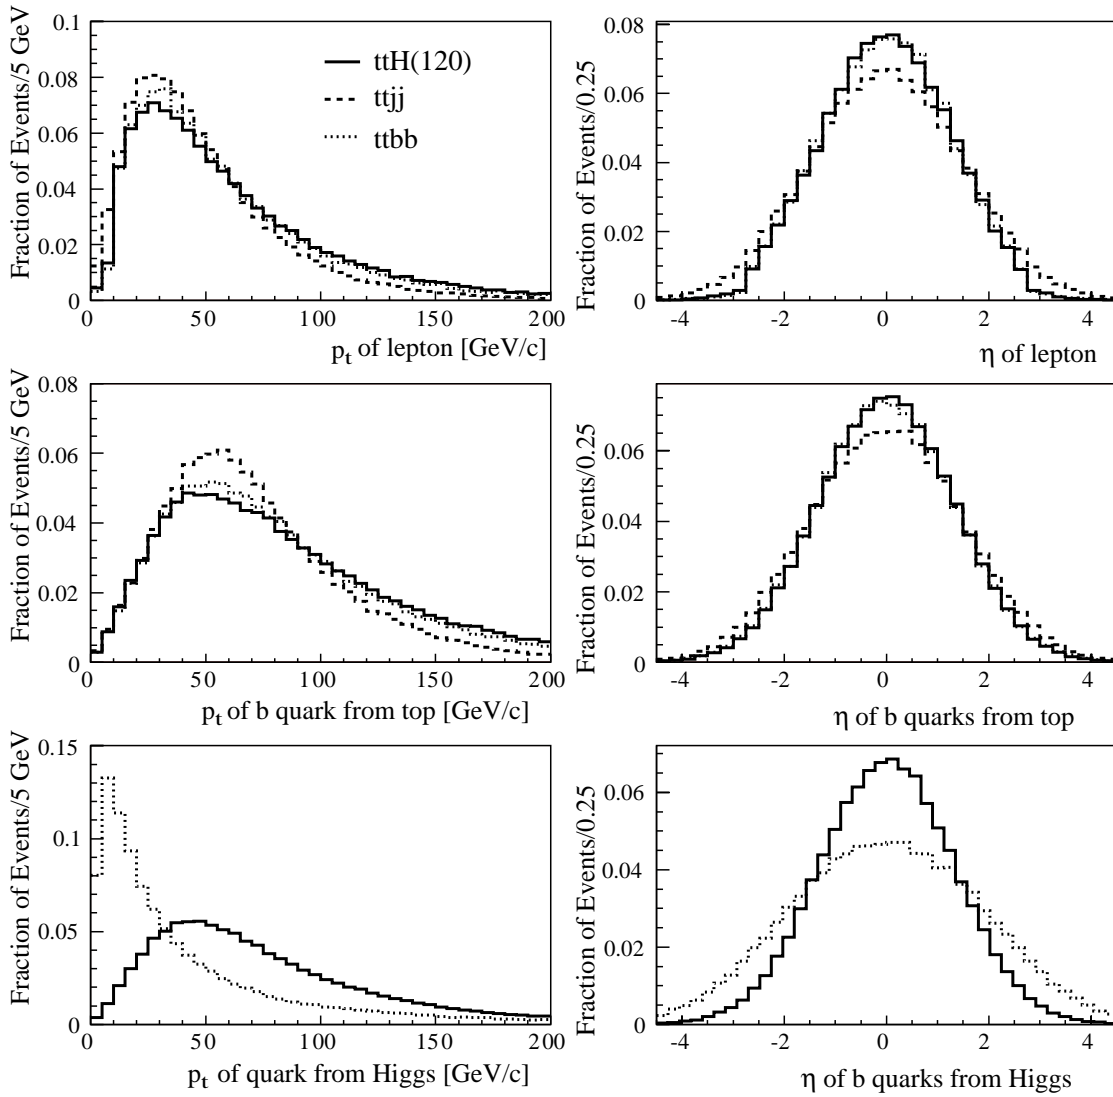 Fraction of Events/5 GeV
0.1
0.08
0.06
0.04
0.02
0
ttH(120)
ttjj
ttbb
0 50 100 150 200
pt of lepton [GeV/c]
Fraction of Events/0.25
0.08
0.06
0.04
0.02
0
-4 -2 0 2 4
η of lepton
Fraction of Events/5 GeV
0.08
0.06
0.04
0.02
0
0 50 100 150 200
pt of b quark from top [GeV/c]
Fraction of Events/0.25
0.06
0.04
0.02
0
-4 -2 0 2 4
η of b quarks from top
Fraction of Events/5 GeV
0.15
0.1
0.05
0
0 50 100 150 200
pt of quark from Higgs [GeV/c]
Fraction of Events/0.25
0.06
0.04
0.02
0
-4 -2 0 2 4
η of b quarks from Higgs